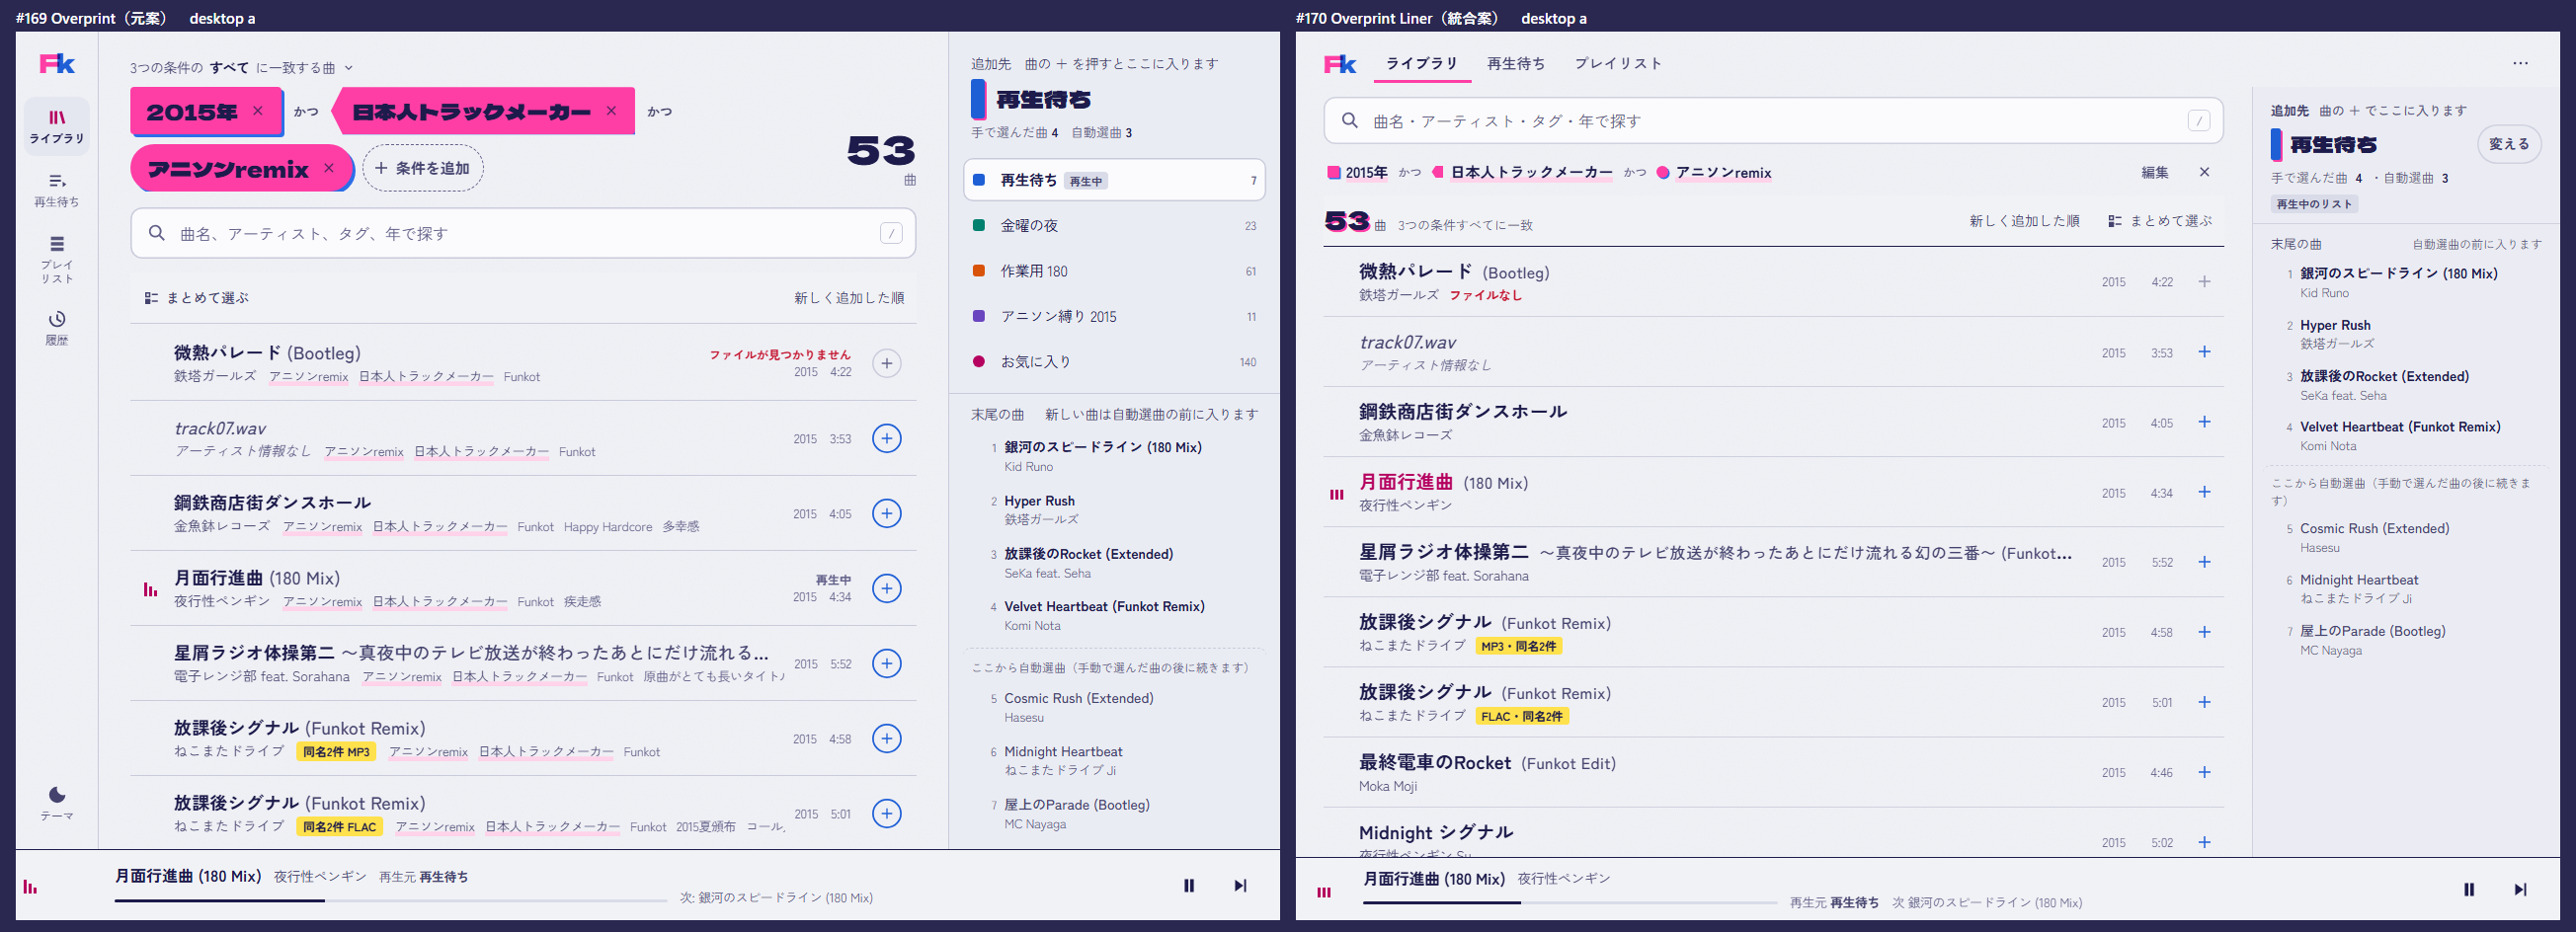 #169 Overprint（元案） desktop a
Fk
ライブラリ
再生待ち
プレイ
リスト
履歴
テーマ
3つの条件の すべて に一致する曲
2015年 × かつ 日本人トラックメーカー × かつ
アニソンremix × + 条件を追加
53
曲
曲名、アーティスト、タグ、年で探す /
まとめて選ぶ 新しく追加した順
微熱パレード (Bootleg) ファイルが見つかりません
鉄塔ガールズ アニソンremix 日本人トラックメーカー Funkot 2015 4:22
track07.wav
アーティスト情報なし アニソンremix 日本人トラックメーカー Funkot 2015 3:53
鋼鉄商店街ダンスホール
金魚鉢レコーズ アニソンremix 日本人トラックメーカー Funkot Happy Hardcore 多幸感 2015 4:05
月面行進曲 (180 Mix) 再生中
夜行性ペンギン アニソンremix 日本人トラックメーカー Funkot 疾走感 2015 4:34
星屑ラジオ体操第二 〜真夜中のテレビ放送が終わったあとにだけ流れる... 2015 5:52
電子レンジ部 feat. Sorahana アニソンremix 日本人トラックメーカー Funkot 原曲がとても長いタイトル
放課後シグナル (Funkot Remix) 2015 4:58
ねこまたドライブ 同名2件 MP3 アニソンremix 日本人トラックメーカー Funkot
放課後シグナル (Funkot Remix) 2015 5:01
ねこまたドライブ 同名2件 FLAC アニソンremix 日本人トラックメーカー Funkot 2015夏頒布 コール
追加先 曲の + を押すとここに入ります
再生待ち
手で選んだ曲 4 自動選曲 3
再生待ち 再生中 7
金曜の夜 23
作業用 180 61
アニソン縛り 2015 11
お気に入り 140
末尾の曲 新しい曲は自動選曲の前に入ります
1 銀河のスピードライン (180 Mix)
Kid Runo
2 Hyper Rush
鉄塔ガールズ
3 放課後のRocket (Extended)
SeKa feat. Seha
4 Velvet Heartbeat (Funkot Remix)
Komi Nota
ここから自動選曲（手動で選んだ曲の後に続きます）
5 Cosmic Rush (Extended)
Hasesu
6 Midnight Heartbeat
ねこまたドライブ Ji
7 屋上のParade (Bootleg)
MC Nayaga
月面行進曲 (180 Mix) 夜行性ペンギン 再生元 再生待ち
次: 銀河のスピードライン (180 Mix)
#170 Overprint Liner（統合案） desktop a
Fk ライブラリ 再生待ち プレイリスト ...
曲名・アーティスト・タグ・年で探す /
2015年 かつ 日本人トラックメーカー かつ アニソンremix 編集 ×
53 曲 3つの条件すべてに一致 新しく追加した順 まとめて選ぶ
微熱パレード (Bootleg)
鉄塔ガールズ ファイルなし 2015 4:22 +
track07.wav
アーティスト情報なし 2015 3:53 +
鋼鉄商店街ダンスホール
金魚鉢レコーズ 2015 4:05 +
月面行進曲 (180 Mix)
夜行性ペンギン 2015 4:34 +
星屑ラジオ体操第二 〜真夜中のテレビ放送が終わったあとにだけ流れる幻の三番〜 (Funkot...
電子レンジ部 feat. Sorahana 2015 5:52 +
放課後シグナル (Funkot Remix)
ねこまたドライブ MP3・同名2件 2015 4:58 +
放課後シグナル (Funkot Remix)
ねこまたドライブ FLAC・同名2件 2015 5:01 +
最終電車のRocket (Funkot Edit)
Moka Moji 2015 4:46 +
Midnight シグナル
夜行性ペンギン Su 2015 5:02 +
追加先 曲の + でここに入ります
再生待ち 変える
手で選んだ曲 4 ・自動選曲 3
再生中のリスト
末尾の曲 自動選曲の前に入ります
1 銀河のスピードライン (180 Mix)
Kid Runo
2 Hyper Rush
鉄塔ガールズ
3 放課後のRocket (Extended)
SeKa feat. Seha
4 Velvet Heartbeat (Funkot Remix)
Komi Nota
ここから自動選曲（手動で選んだ曲の後に続きま
す）
5 Cosmic Rush (Extended)
Hasesu
6 Midnight Heartbeat
ねこまたドライブ Ji
7 屋上のParade (Bootleg)
MC Nayaga
月面行進曲 (180 Mix) 夜行性ペンギン
再生元 再生待ち 次 銀河のスピードライン (180 Mix)